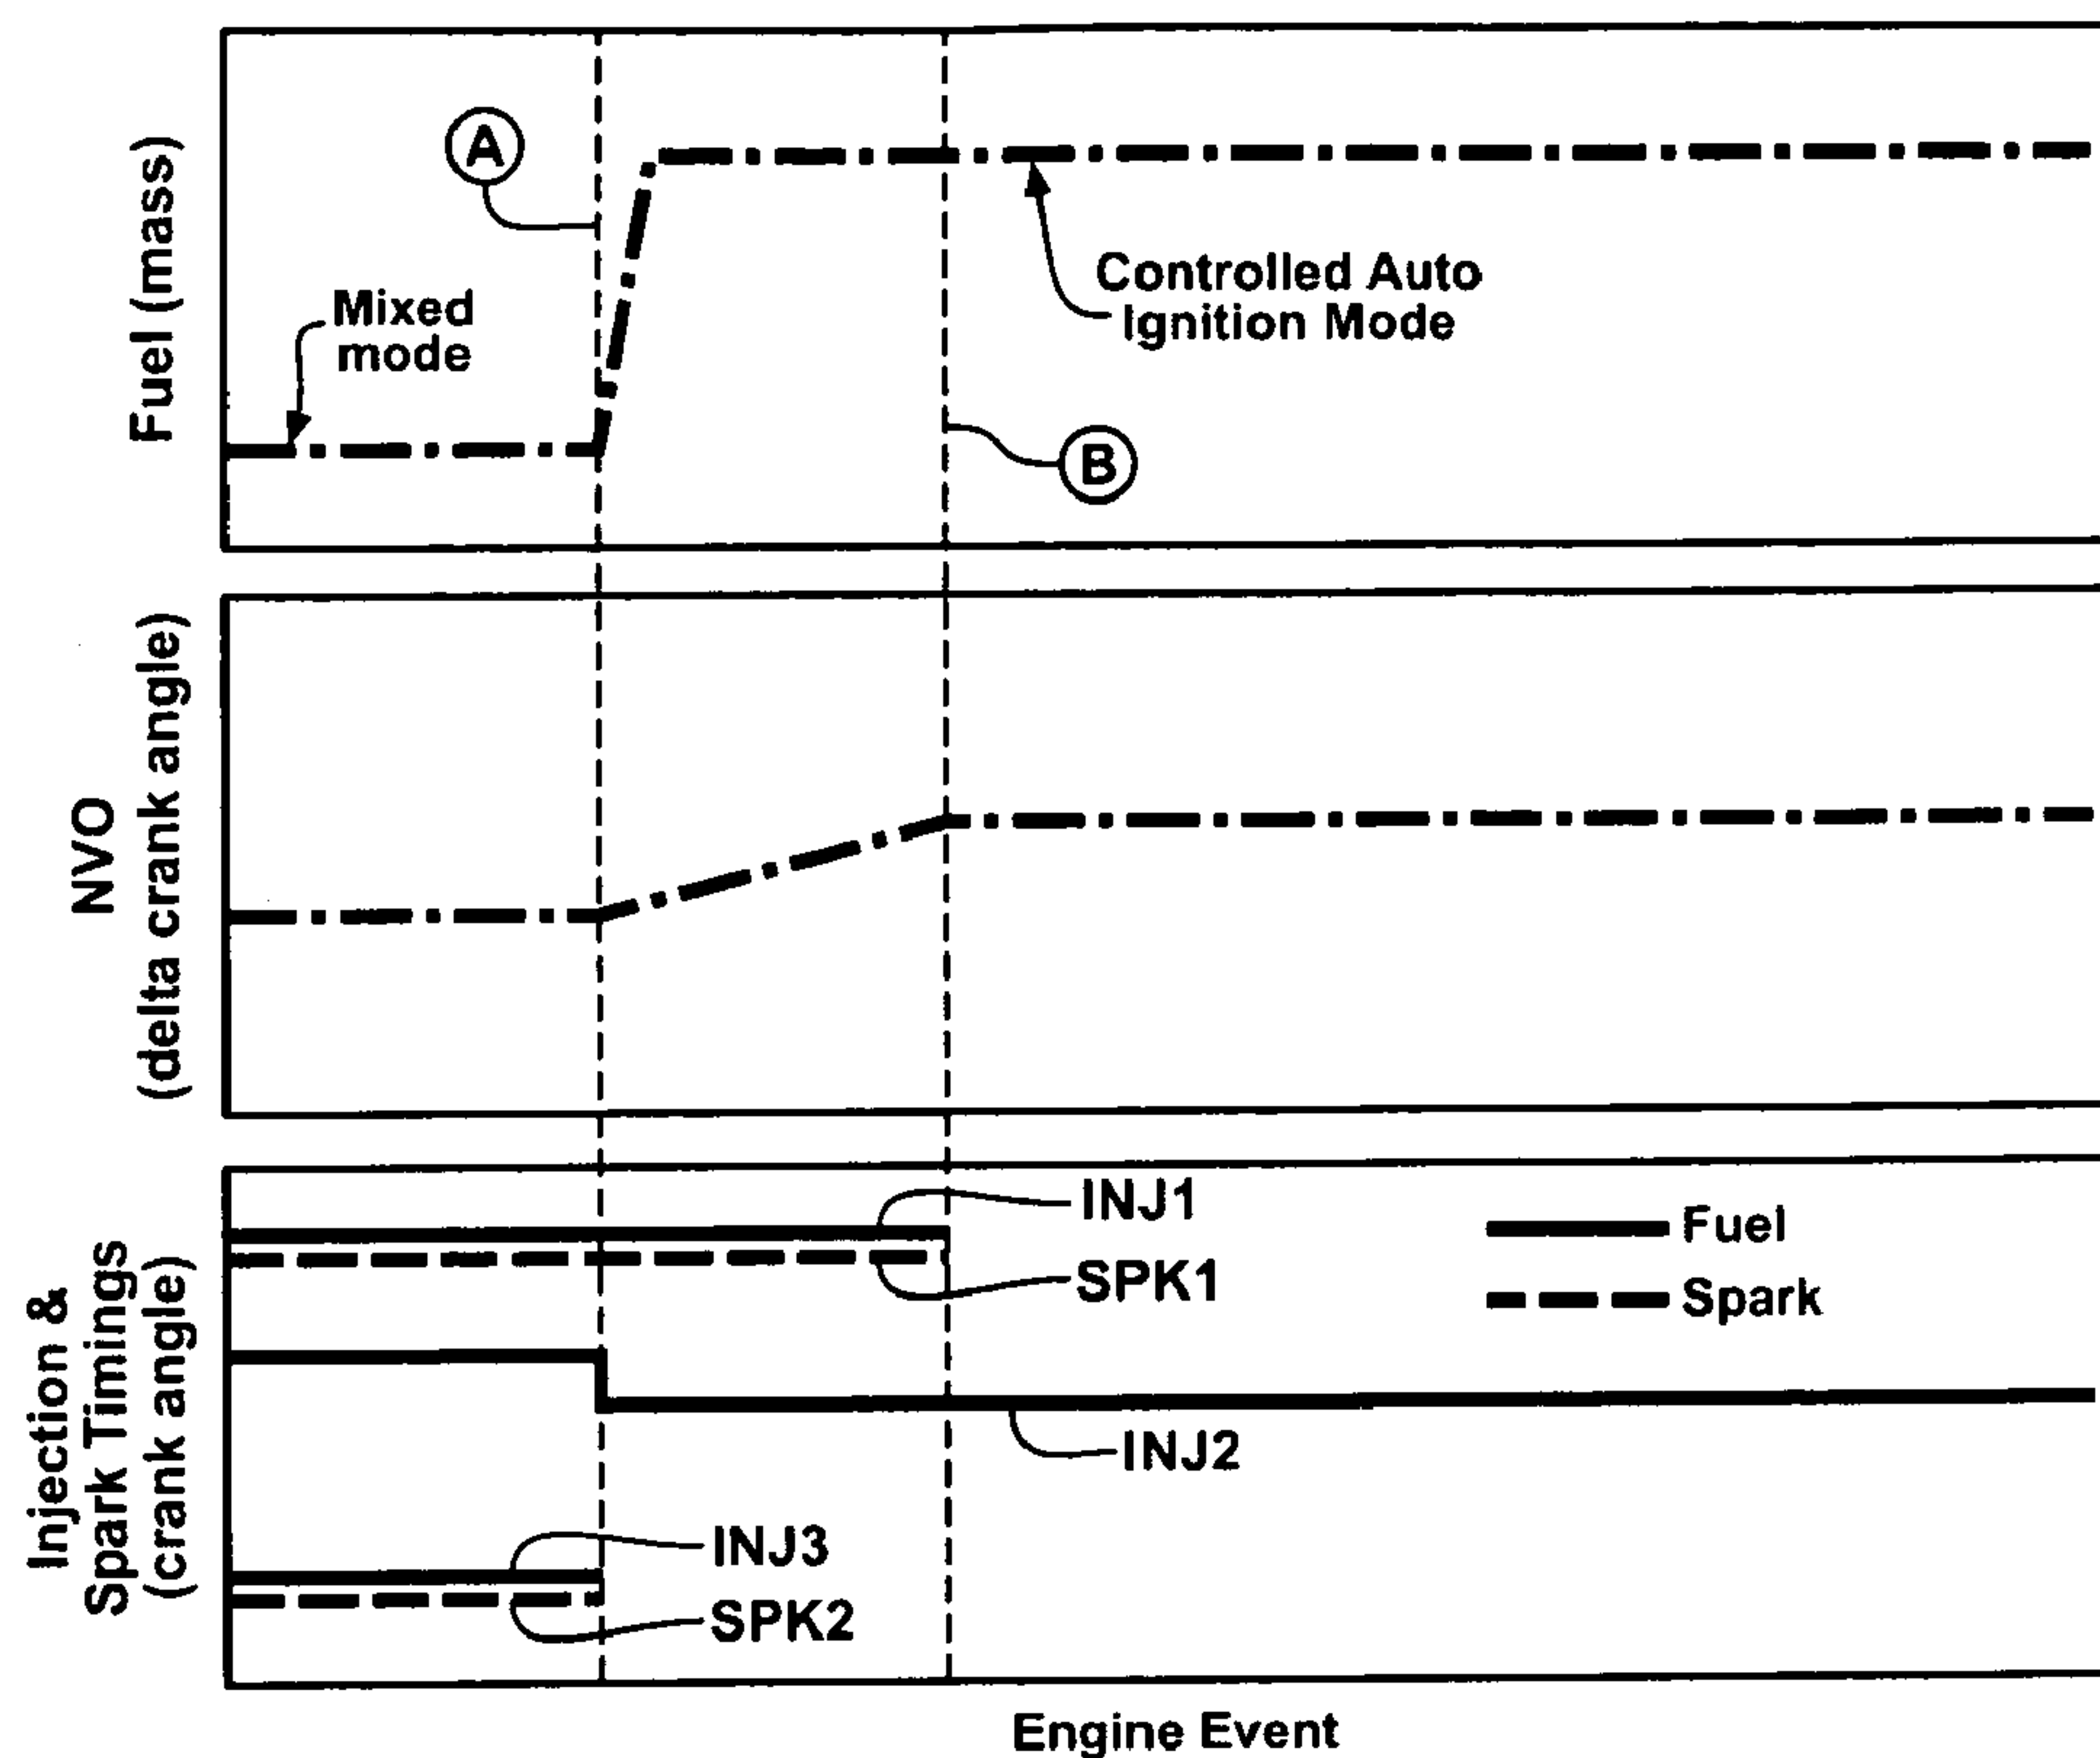 Fuel (mass)
A
Mixed
mode
Controlled Auto
Ignition Mode
B
NVO
(delta crank angle)
Injection &
Spark Timings
(crank angle)
INJ1
SPK1
Fuel
Spark
INJ2
INJ3
SPK2
Engine Event